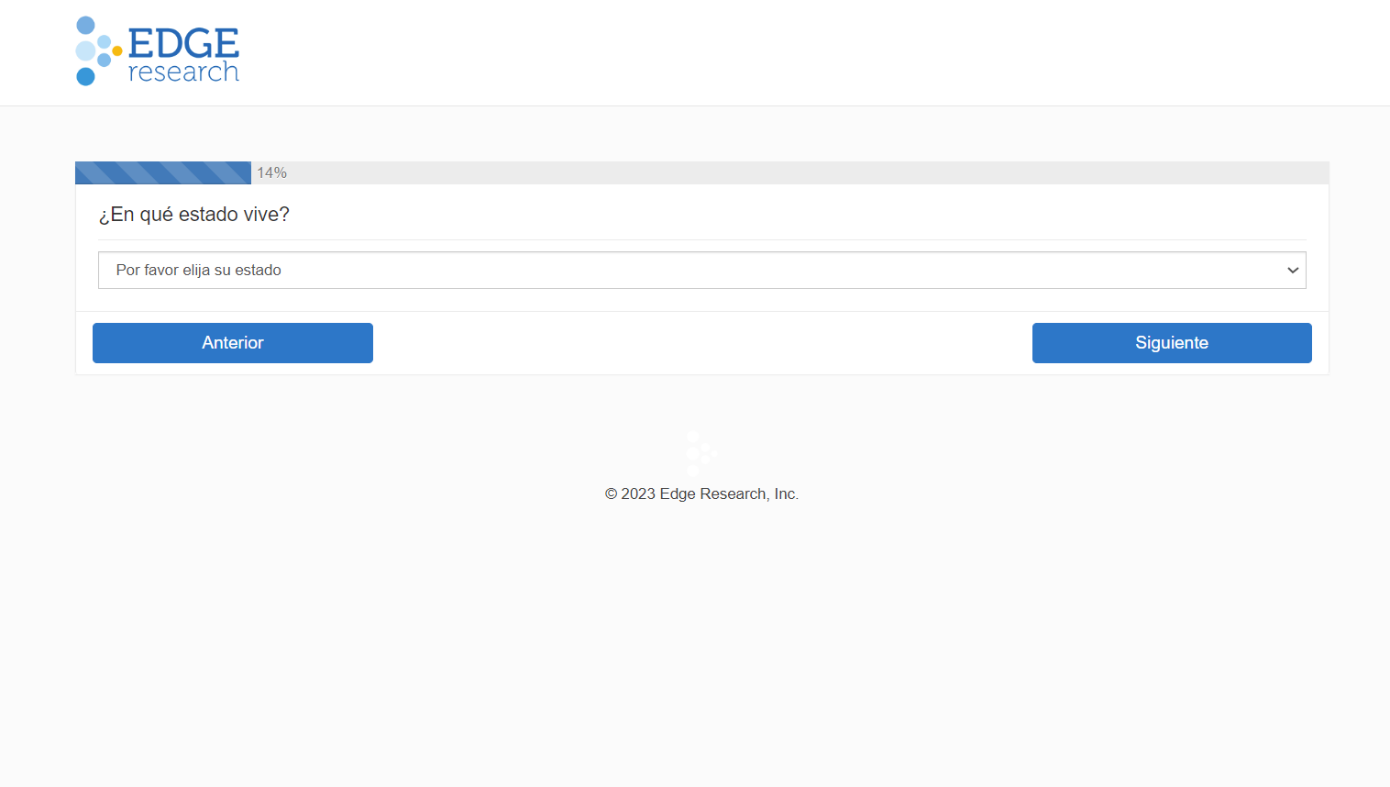 EDGE
research
14%
¿En qué estado vive?
Por favor elija su estado
Anterior
Siguiente
© 2023 Edge Research, Inc.